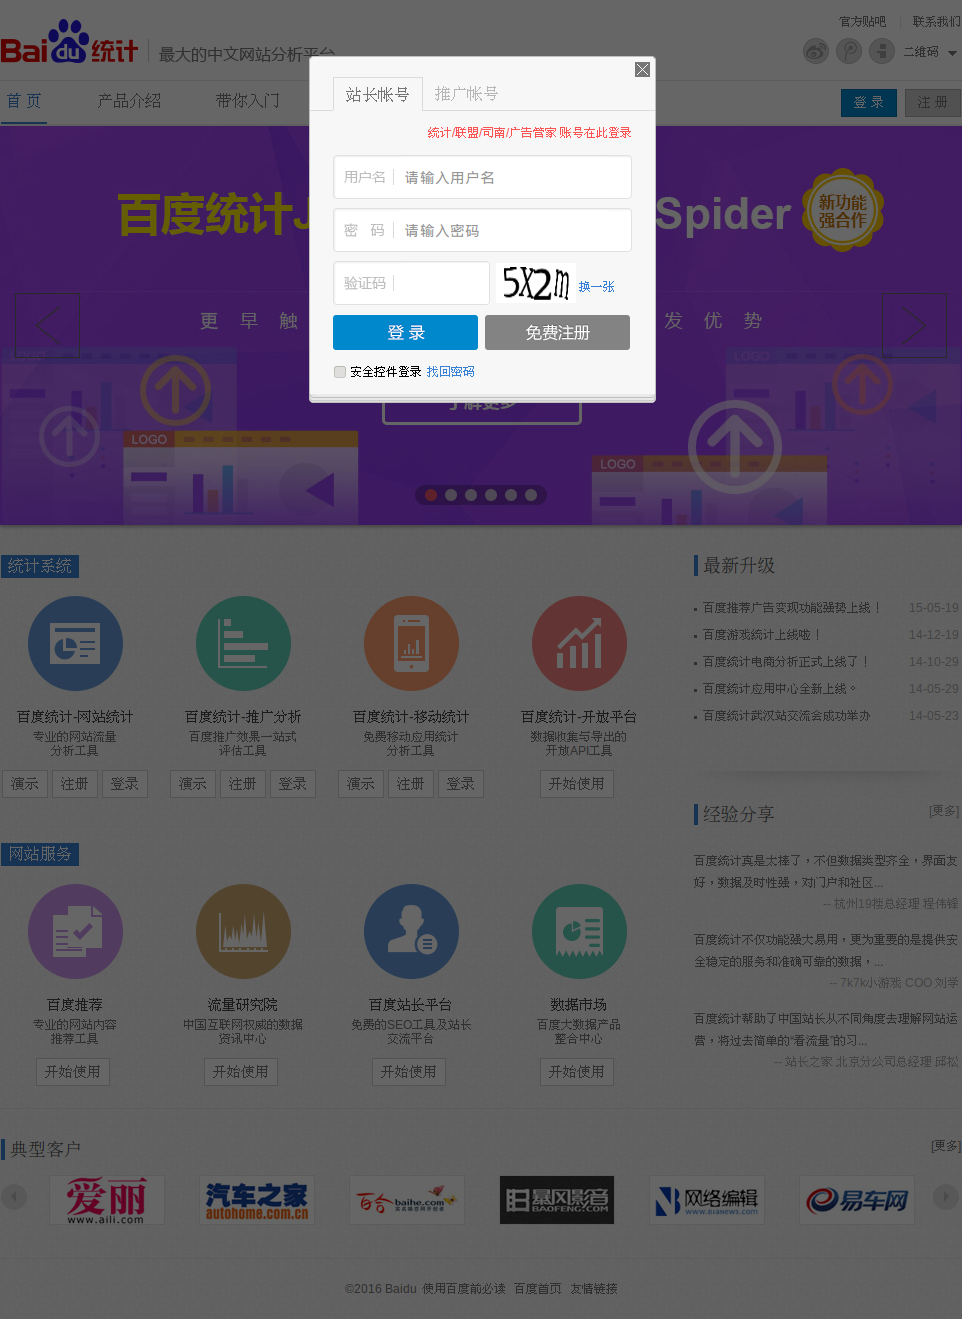 官方贴吧 | 联系我们
Bai du 统计 | 最大的中文网站分析平台
二维码
首 页 产品介绍 带你入门
登 录 注 册
站长帐号 推广帐号
统计/联盟/司南/广告管家 账号在此登录
用户名 请输入用户名
密 码 请输入密码
验证码 5X2m 换一张
登 录 免费注册
安全控件登录 找回密码
百度统计J Spider 新功能
强合作
更 早 触 发 优 势
了解更多
LOGO
LOGO
统计系统
百度统计-网站统计 百度统计-推广分析 百度统计-移动统计 百度统计-开放平台
专业的网站流量 百度推广效果一站式 免费移动应用统计 数据收集与导出的
分析工具 评估工具 分析工具 开放API工具
演示 注册 登录 演示 注册 登录 演示 注册 登录 开始使用
最新升级
百度推荐广告变现功能强势上线! 15-05-19
百度游戏统计上线啦! 14-12-19
百度统计电商分析正式上线了! 14-10-29
百度统计应用中心全新上线。 14-05-29
百度统计武汉站交流会成功举办 14-05-23
网站服务
百度推荐 流量研究院 百度站长平台 数据市场
专业的网站内容 中国互联网权威的数据 免费的SEO工具及站长 百度大数据产品
推荐工具 资讯中心 交流平台 整合中心
开始使用 开始使用 开始使用 开始使用
经验分享 [更多]
百度统计真是太棒了,不但数据类型齐全,界面友
好,数据及时性强,对门户和社区...
-- 杭州19楼总经理 程伟锋
百度统计不仅功能强大易用,更为重要的是提供安
全稳定的服务和准确可靠的数据,...
-- 7k7k小游戏 COO 刘学
百度统计帮助了中国站长从不同角度去理解网站运
营,将过去简单的“看流量”的习...
-- 站长之家 北京分公司总经理 邱松
典型客户 [更多]
爱丽
www.aili.com
汽车之家
autohome.com.cn
百合 baihe.com
暴风影音
BAOFENG.COM
网络编辑
www.bianews.com
易车网
©2016 Baidu 使用百度前必读 百度首页 友情链接